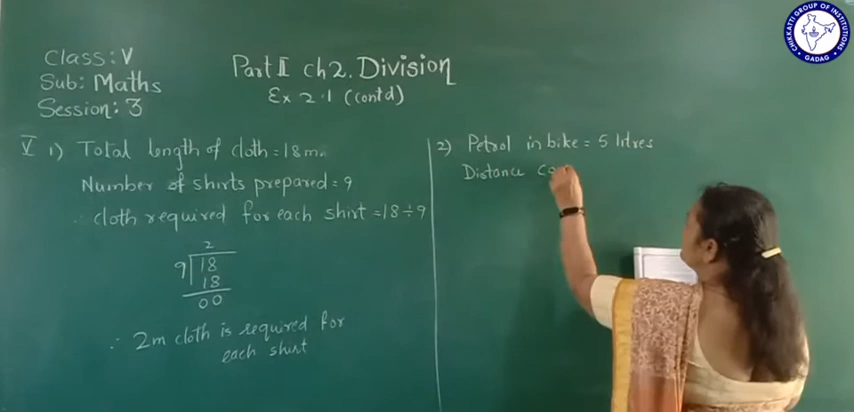 Class: V
Sub: Maths
Session: 3
Part II Ch 2. Division
Ex 2.1 (contd)
V 1) Total length of cloth = 18m
Number of shirts prepared = 9
∴ cloth required for each shirt = 18 ÷ 9
2
9 18
18
00
∴ 2m cloth is required for
each shirt
2) Petrol in bike = 5 litres
Distance co
CHIKKATTI GROUP OF INSTITUTIONS
GADAG